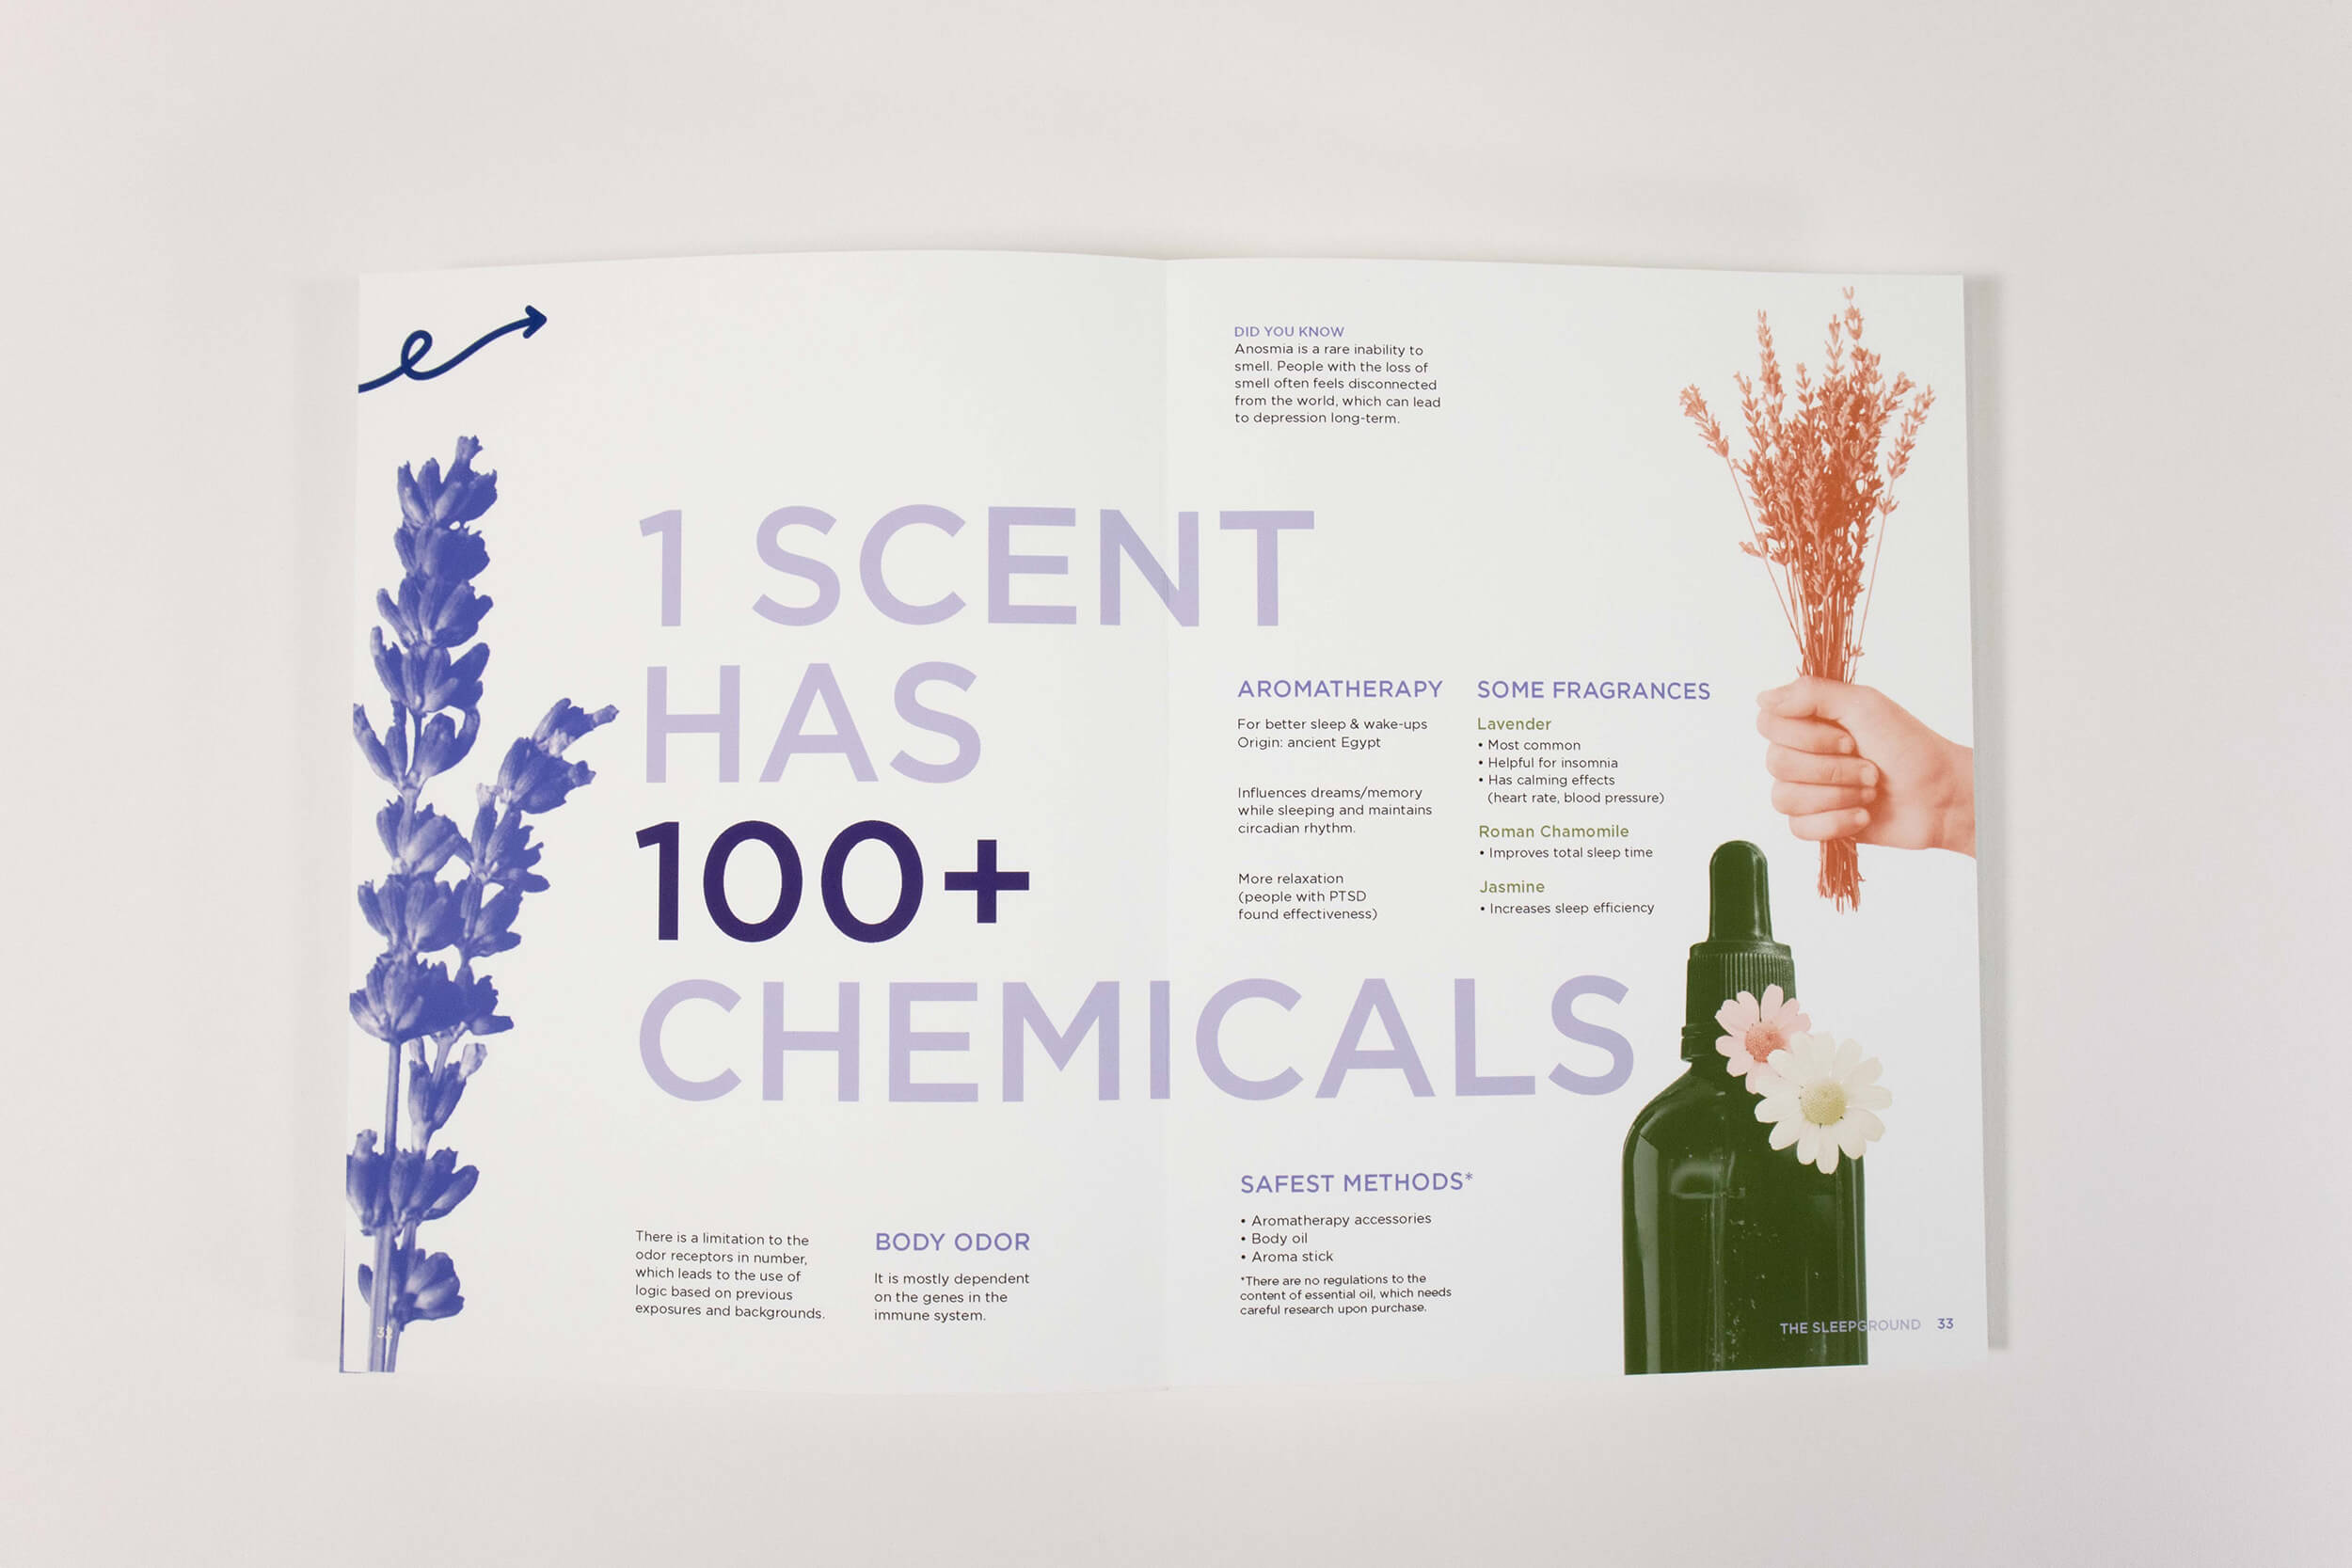 1 SCENT
HAS
100+
CHEMICALS
There is a limitation to the
odor receptors in number,
which leads to the use of
logic based on previous
exposures and backgrounds.
BODY ODOR
It is mostly dependent
on the genes in the
immune system.
32
DID YOU KNOW
Anosmia is a rare inability to
smell. People with the loss of
smell often feels disconnected
from the world, which can lead
to depression long-term.
AROMATHERAPY
For better sleep & wake-ups
Origin: ancient Egypt
Influences dreams/memory
while sleeping and maintains
circadian rhythm.
More relaxation
(people with PTSD
found effectiveness)
SOME FRAGRANCES
Lavender
• Most common
• Helpful for insomnia
• Has calming effects
(heart rate, blood pressure)
Roman Chamomile
• Improves total sleep time
Jasmine
• Increases sleep efficiency
SAFEST METHODS*
• Aromatherapy accessories
• Body oil
• Aroma stick
*There are no regulations to the
content of essential oil, which needs
careful research upon purchase.
THE SLEEPGROUND 33